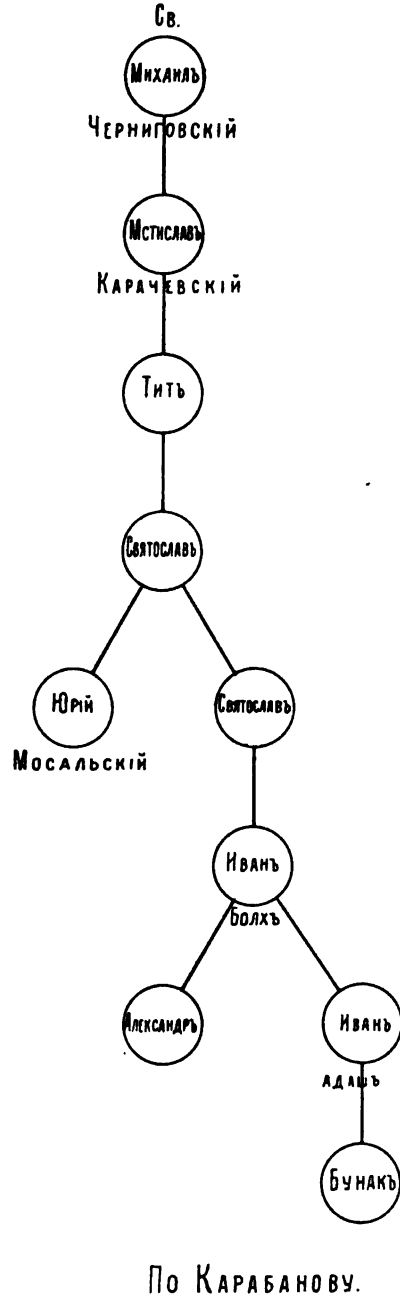 Св.
Михаилъ
Черниговскій
Мстиславъ
Карачевскій
Титъ
Святославъ
Юрій
Святославъ
Мосальскій
Иванъ
Болхъ
Александръ
Иванъ
Адашъ
Бунакъ
По Карабанову.